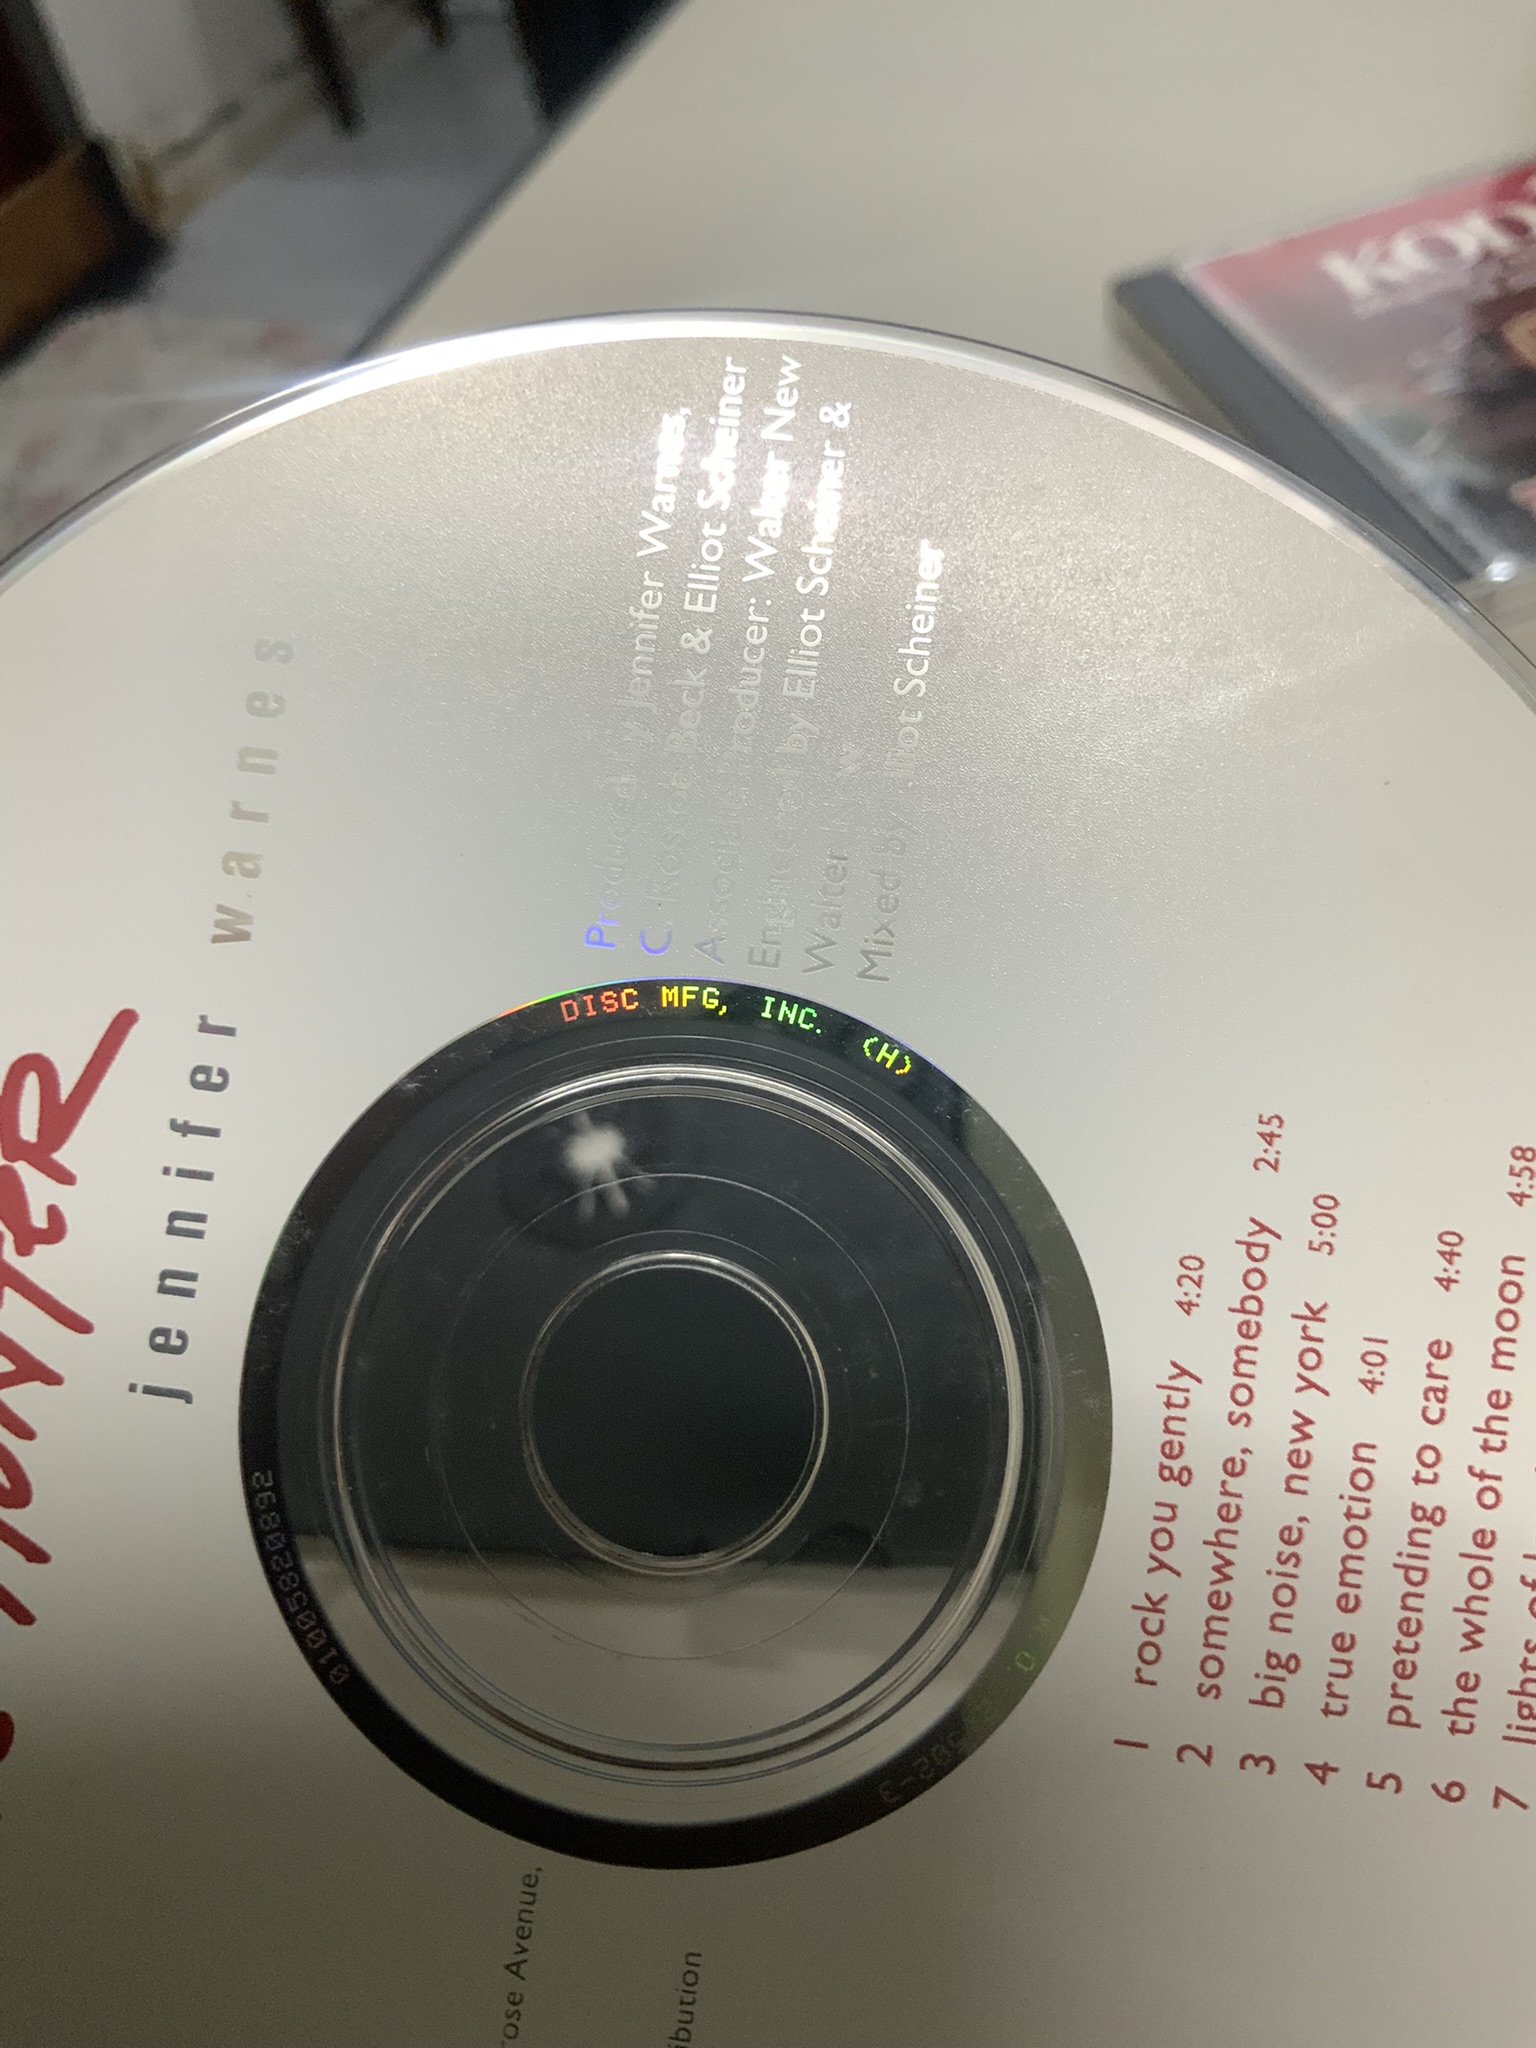 jennifer warnes
Produced by Jennifer Warnes,
C. Roscoe Beck & Elliot Scheiner
Associate Producer: Walter New
Engineered by Elliot Scheiner &
Walter New
Mixed by Elliot Scheiner
DISC MFG, INC. (H)
1 rock you gently 4:20
2 somewhere, somebody 2:45
3 big noise, new york 5:00
4 true emotion 4:01
5 pretending to care 4:40
6 the whole of the moon 4:58
7 lights of
Avenue,